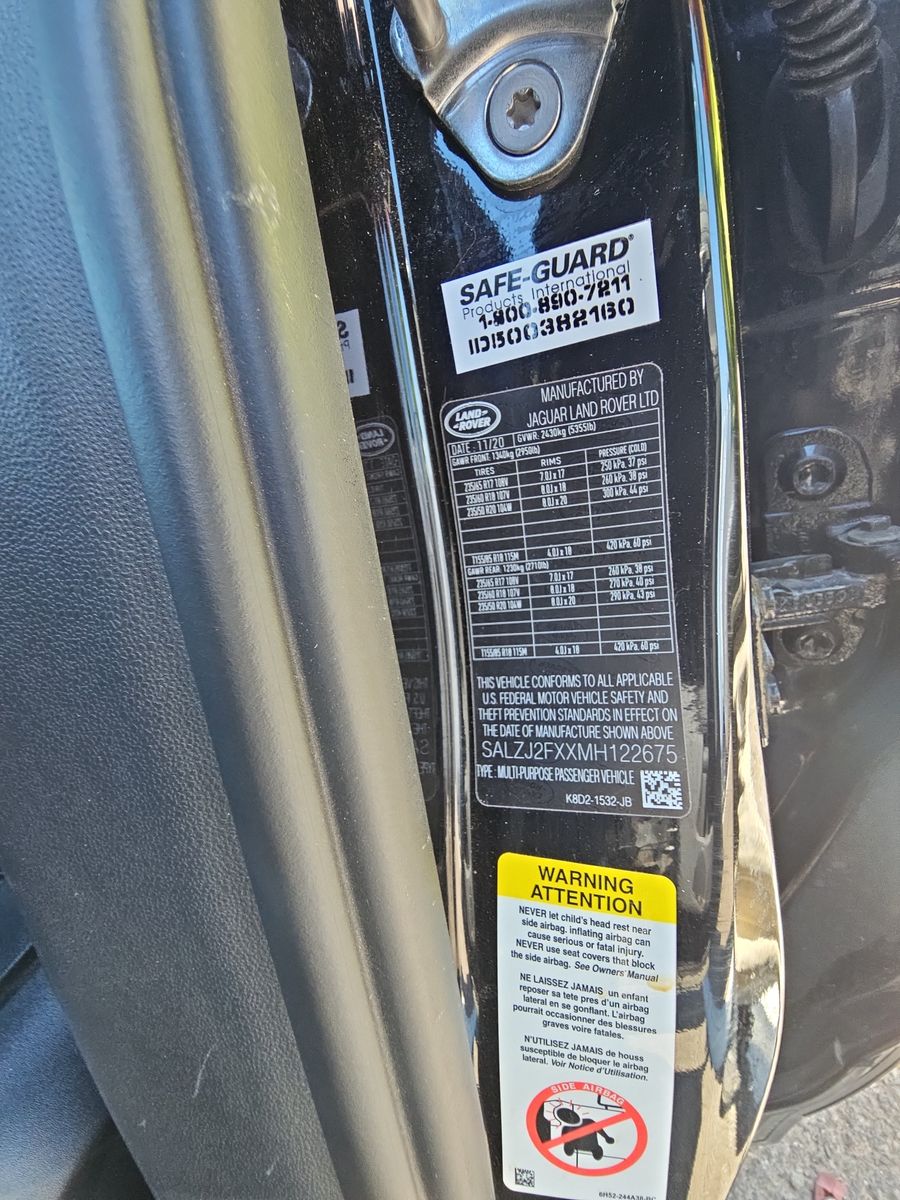 SAFE-GUARD®
Products International
1-800-890-7211
ID500382160
LAND-
-ROVER
MANUFACTURED BY
JAGUAR LAND ROVER LTD
DATE : 11/20 GVWR: 2430kg (5355lb)
GAWR FRONT: 1340kg (2950lb)
TIRES RIMS PRESSURE (COLD)
235/65 R17 108V 7.0J x 17 250 kPa, 37 psi
235/60 R18 107V 8.0J x 18 260 kPa, 38 psi
235/50 R20 104W 8.0J x 20 300 kPa, 44 psi
T155/85 R18 115M 4.0J x 18 420 kPa, 60 psi
GAWR REAR: 1230kg (2710lb)
235/65 R17 108V 7.0J x 17 260 kPa, 38 psi
235/60 R18 107V 8.0J x 18 270 kPa, 40 psi
235/50 R20 104W 8.0J x 20 290 kPa, 43 psi
T155/85 R18 115M 4.0J x 18 420 kPa, 60 psi
THIS VEHICLE CONFORMS TO ALL APPLICABLE
U.S. FEDERAL MOTOR VEHICLE SAFETY AND
THEFT PREVENTION STANDARDS IN EFFECT ON
THE DATE OF MANUFACTURE SHOWN ABOVE
SALZJ2FXXMH122675
TYPE : MULTI-PURPOSE PASSENGER VEHICLE
K8D2-1532-JB
WARNING
ATTENTION
NEVER let child's head rest near
side airbag, inflating airbag can
cause serious or fatal injury.
NEVER use seat covers that block
the side airbag. See Owners' Manual
NE LAISSEZ JAMAIS un enfant
reposer sa tete pres d'un airbag
lateral en se gonflant. L'airbag
pourrait occasionner des blessures
graves voire fatales.
N'UTILISEZ JAMAIS de houss
susceptible de bloquer le airbag
lateral. Voir Notice d'Utilisation.
SIDE AIRBAG